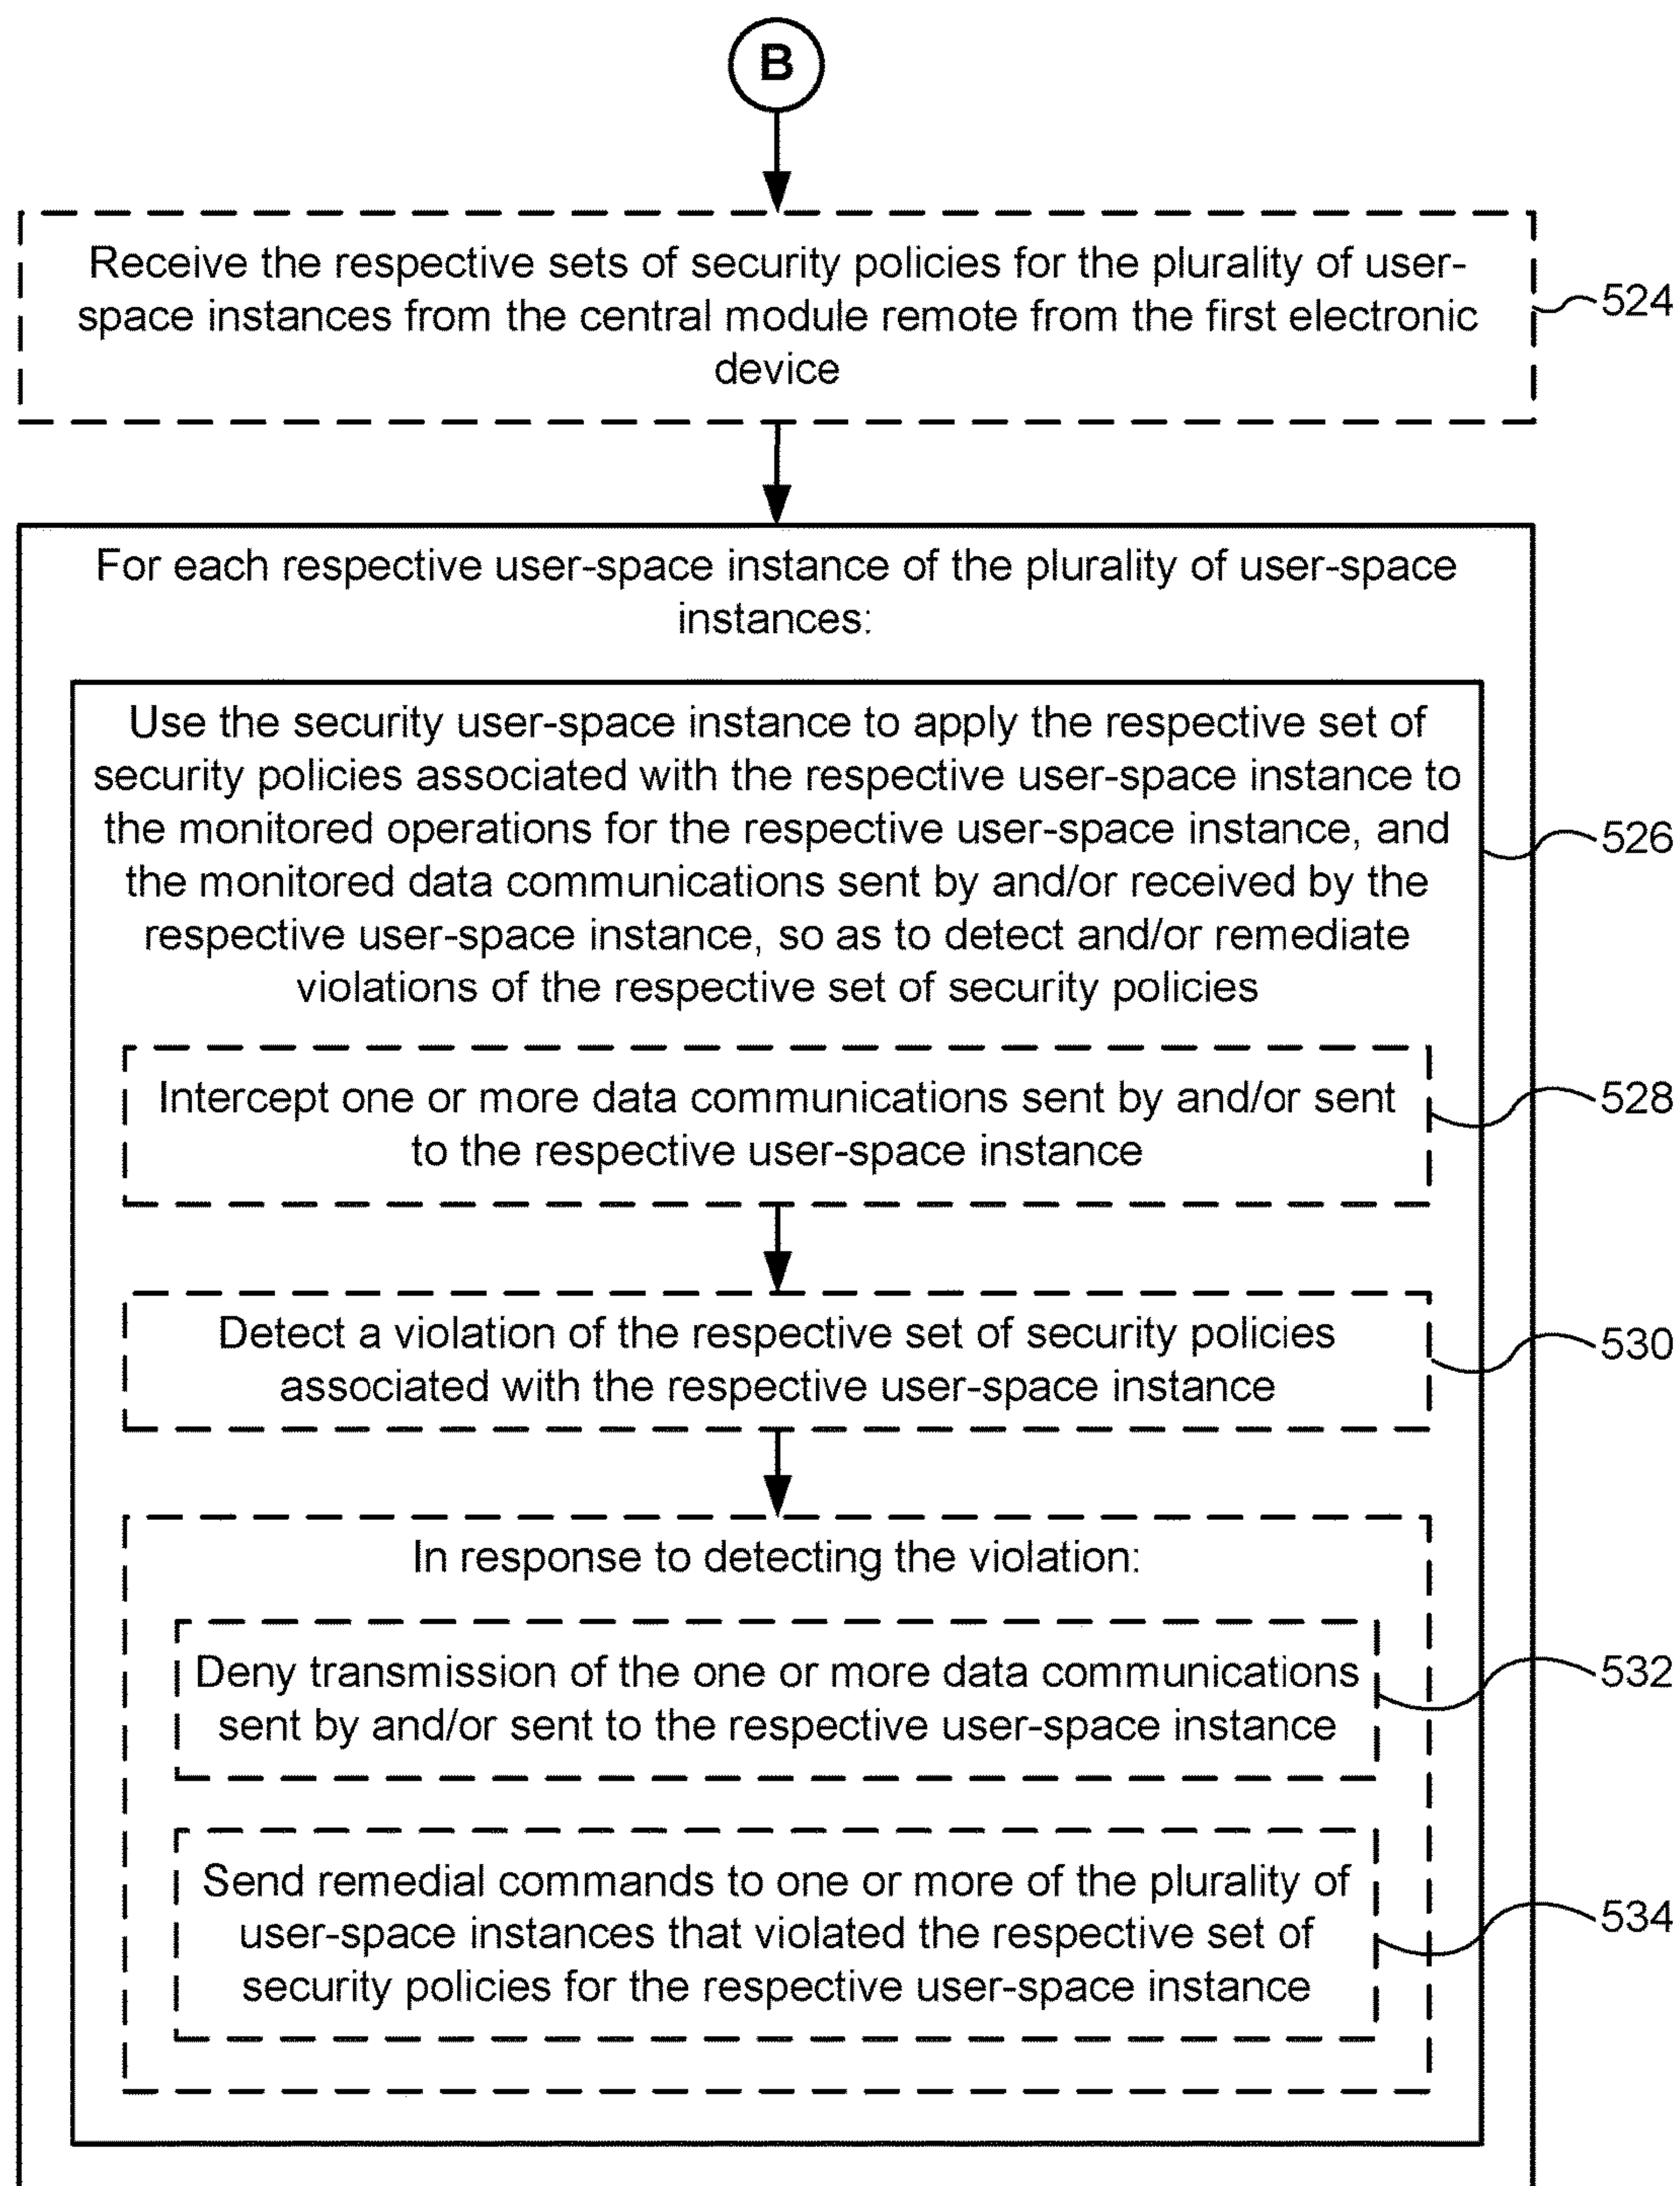 B
Receive the respective sets of security policies for the plurality of user-
space instances from the central module remote from the first electronic
device
524
For each respective user-space instance of the plurality of user-space
instances:
Use the security user-space instance to apply the respective set of
security policies associated with the respective user-space instance to
the monitored operations for the respective user-space instance, and
the monitored data communications sent by and/or received by the
respective user-space instance, so as to detect and/or remediate
violations of the respective set of security policies
526
Intercept one or more data communications sent by and/or sent
to the respective user-space instance
528
Detect a violation of the respective set of security policies
associated with the respective user-space instance
530
In response to detecting the violation:
Deny transmission of the one or more data communications
sent by and/or sent to the respective user-space instance
532
Send remedial commands to one or more of the plurality of
user-space instances that violated the respective set of
security policies for the respective user-space instance
534